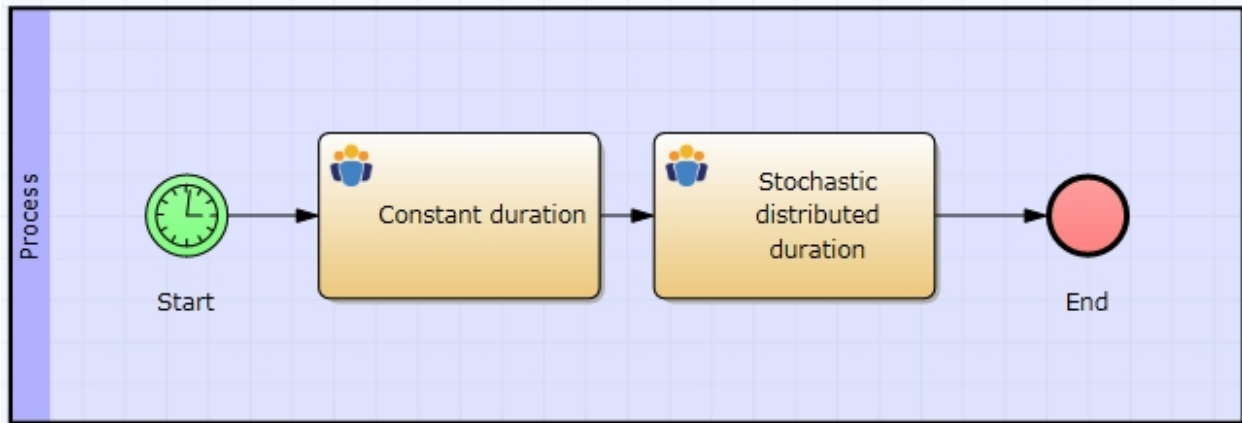 Process
Start
Constant duration
Stochastic
distributed
duration
End